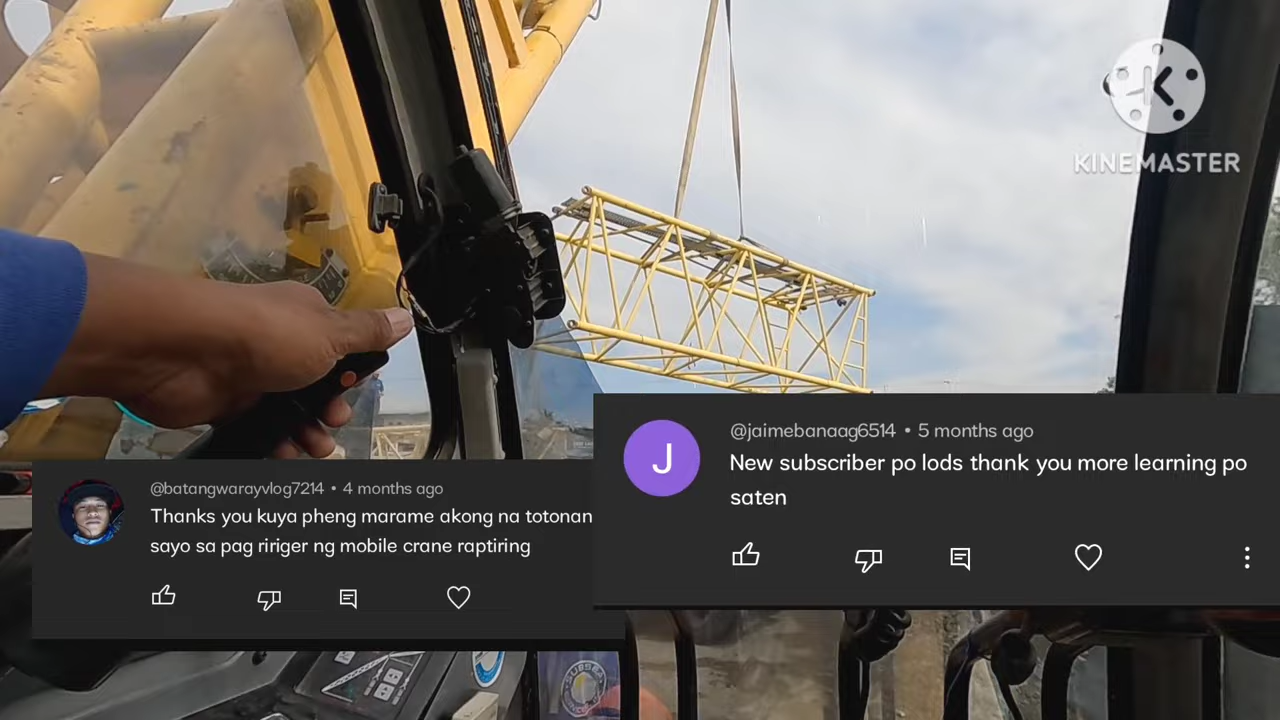 KINEMASTER
@jaimebanaag6514 • 5 months ago
New subscriber po lods thank you more learning po
saten
@batangwarayvlog7214 • 4 months ago
Thanks you kuya pheng marame akong na totonan
sayo sa pag ririger ng mobile crane raptiring